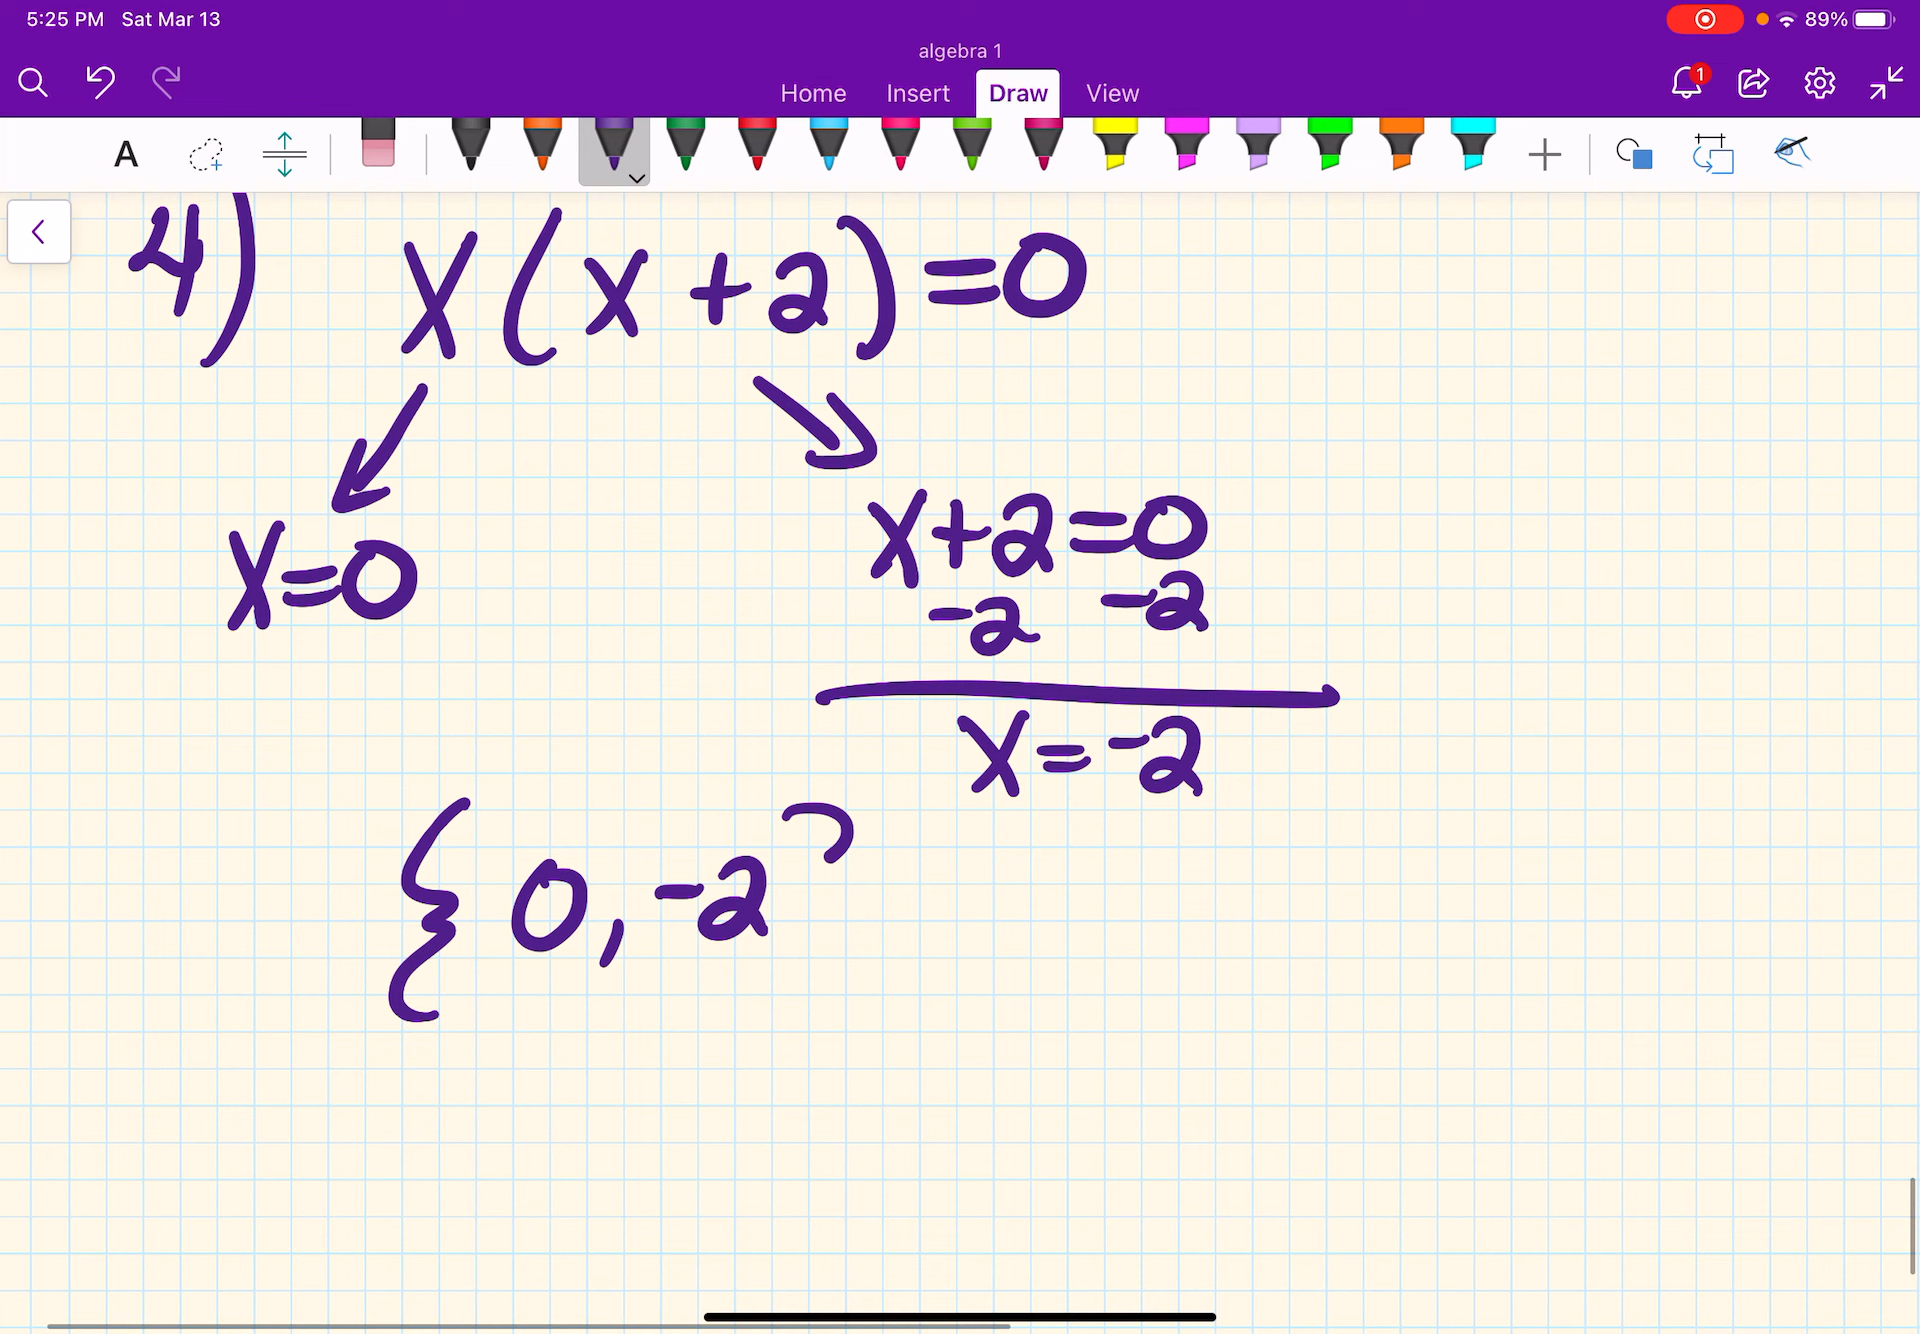 5:25 PM Sat Mar 13
89%
algebra 1
Home Insert Draw View
1
A
4) x(x+2)=0
x=0
x+2=0
-2 -2
x=-2
{0,-2